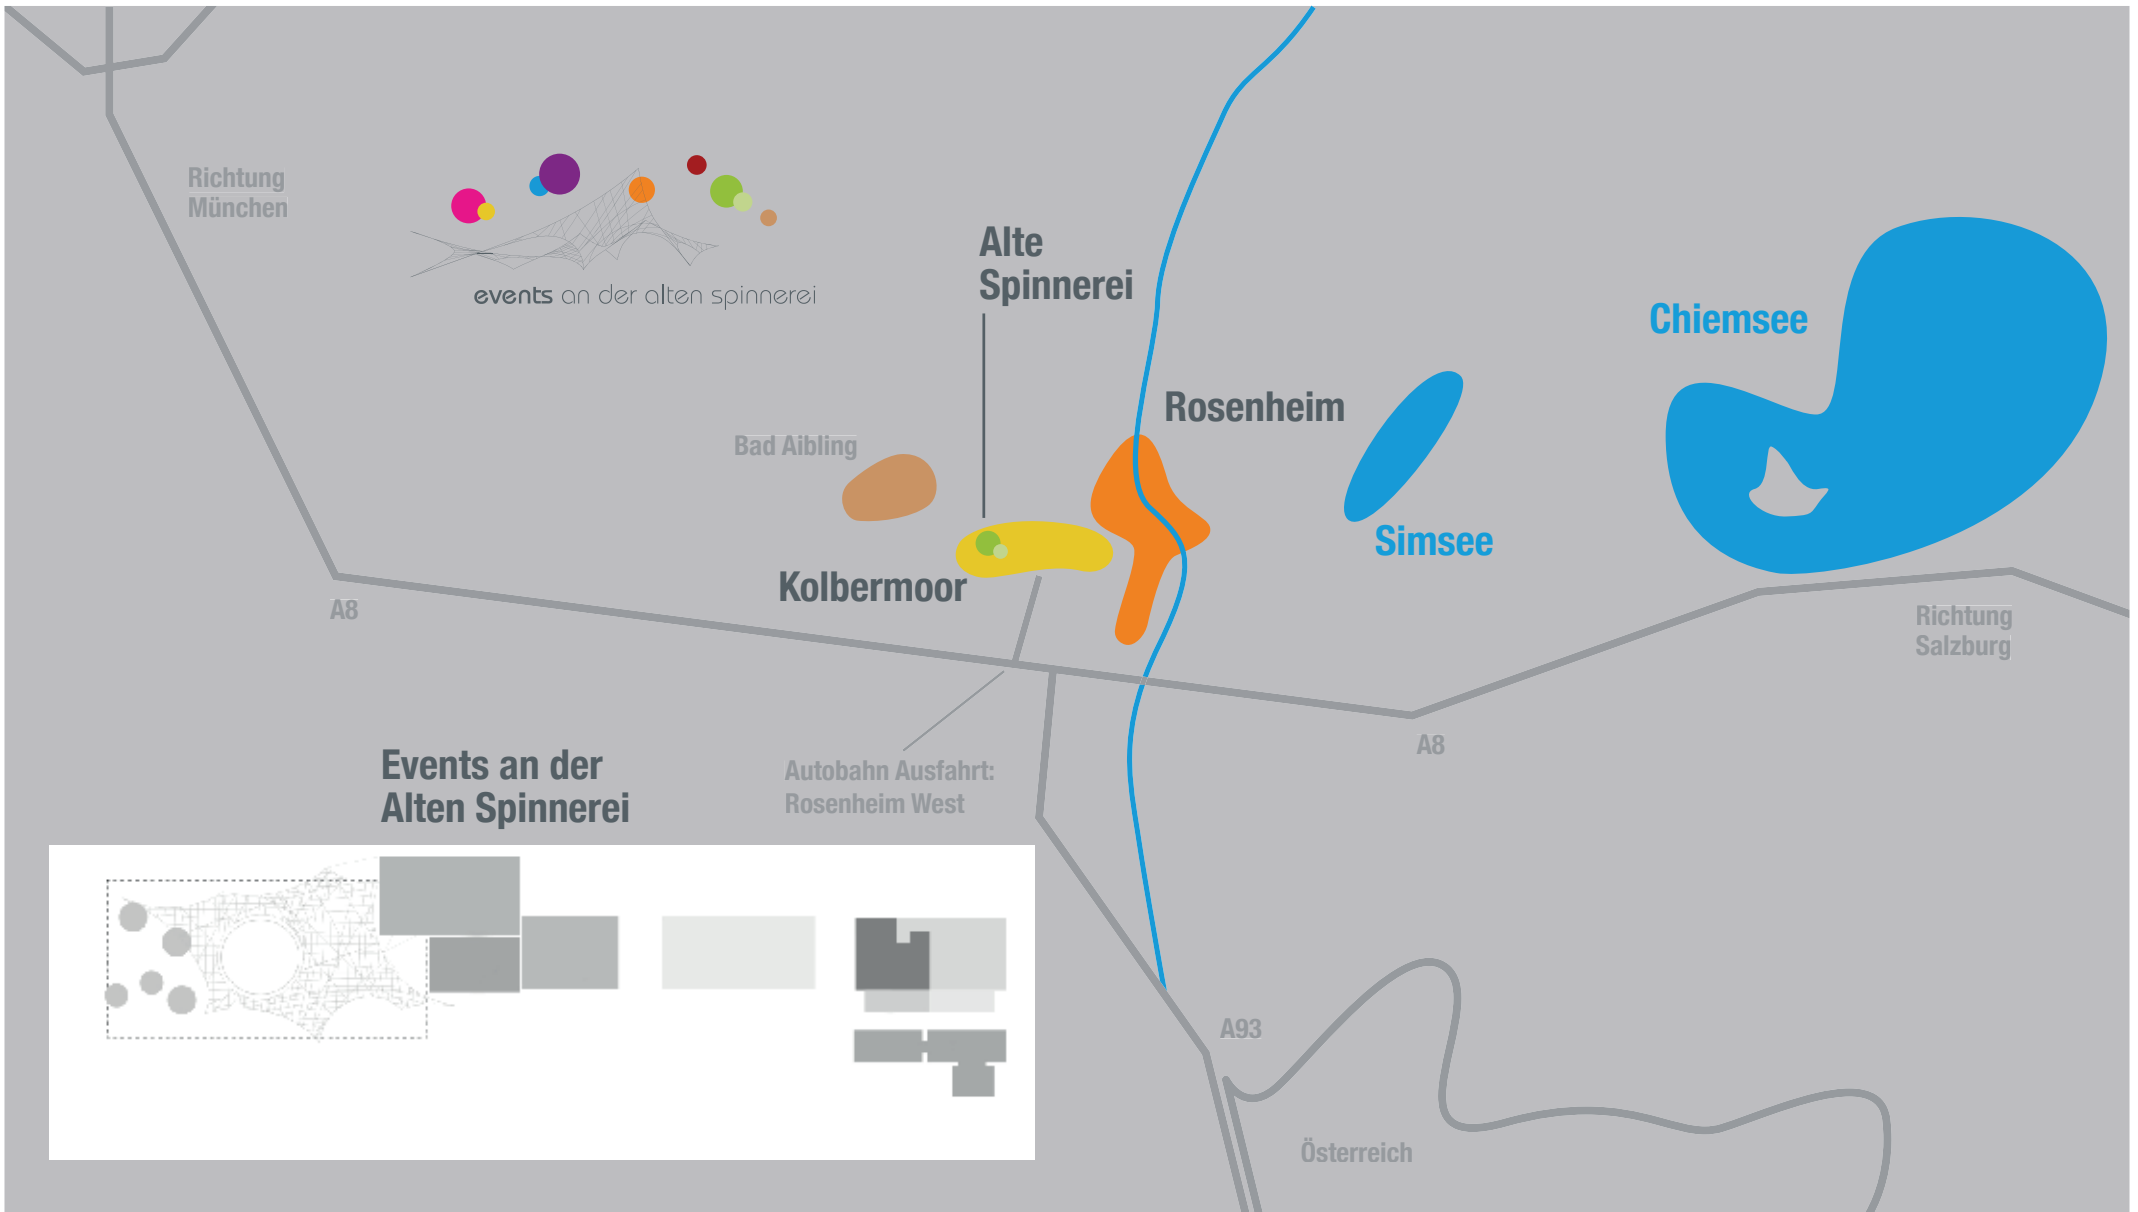 Richtung
München
events an der alten spinnerei
Alte
Spinnerei
Chiemsee
Rosenheim
Bad Aibling
Simsee
Kolbermoor
A8
Richtung
Salzburg
A8
Events an der
Alten Spinnerei
Autobahn Ausfahrt:
Rosenheim West
A93
Österreich